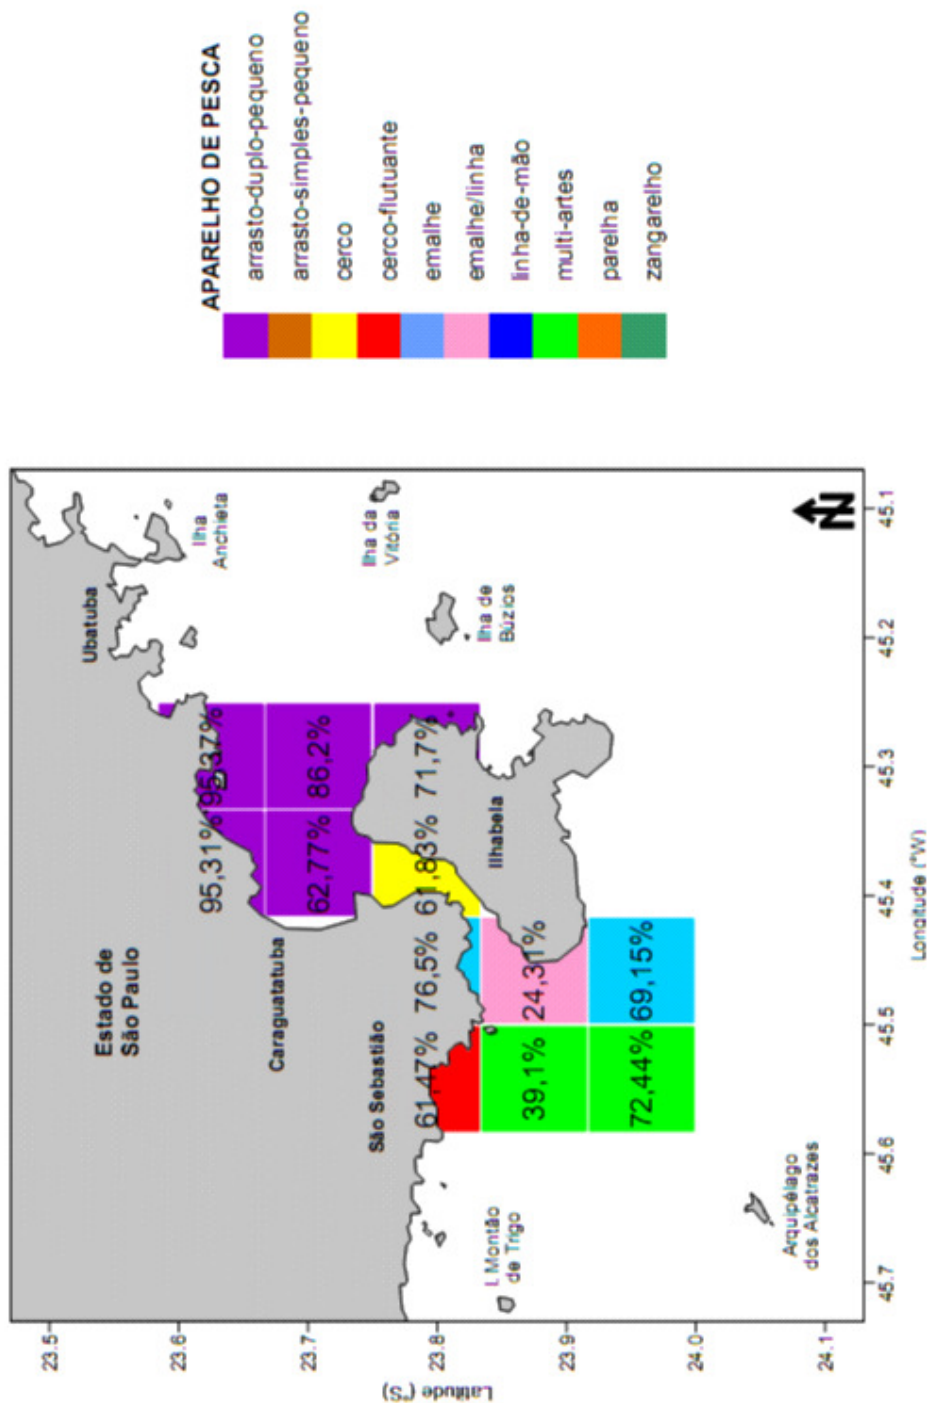 APARELHO DE PESCA
arrasto-duplo-pequeno
arrasto-simples-pequeno
cerco
cerco-flutuante
emalhe
emalhe/linha
linha-de-mão
multi-artes
parelha
zangarelho
Estado de
São Paulo
Ubatuba
Ilha
Anchieta
Caraguatatuba
Ilha da
Vitória
São Sebastião
Ilhabela
Ilha de
Búzios
I. Montão
de Trigo
Arquipélago
dos Alcatrazes
95,31% 95,37%
62,77% 86,2%
61,47% 76,5% 61,83% 71,7%
39,1% 24,31%
72,44% 69,15%
N
23.5
23.6
23.7
23.8
23.9
24.0
24.1
Latitude (°S)
45.7 45.6 45.5 45.4 45.3 45.2 45.1
Longitude (°W)